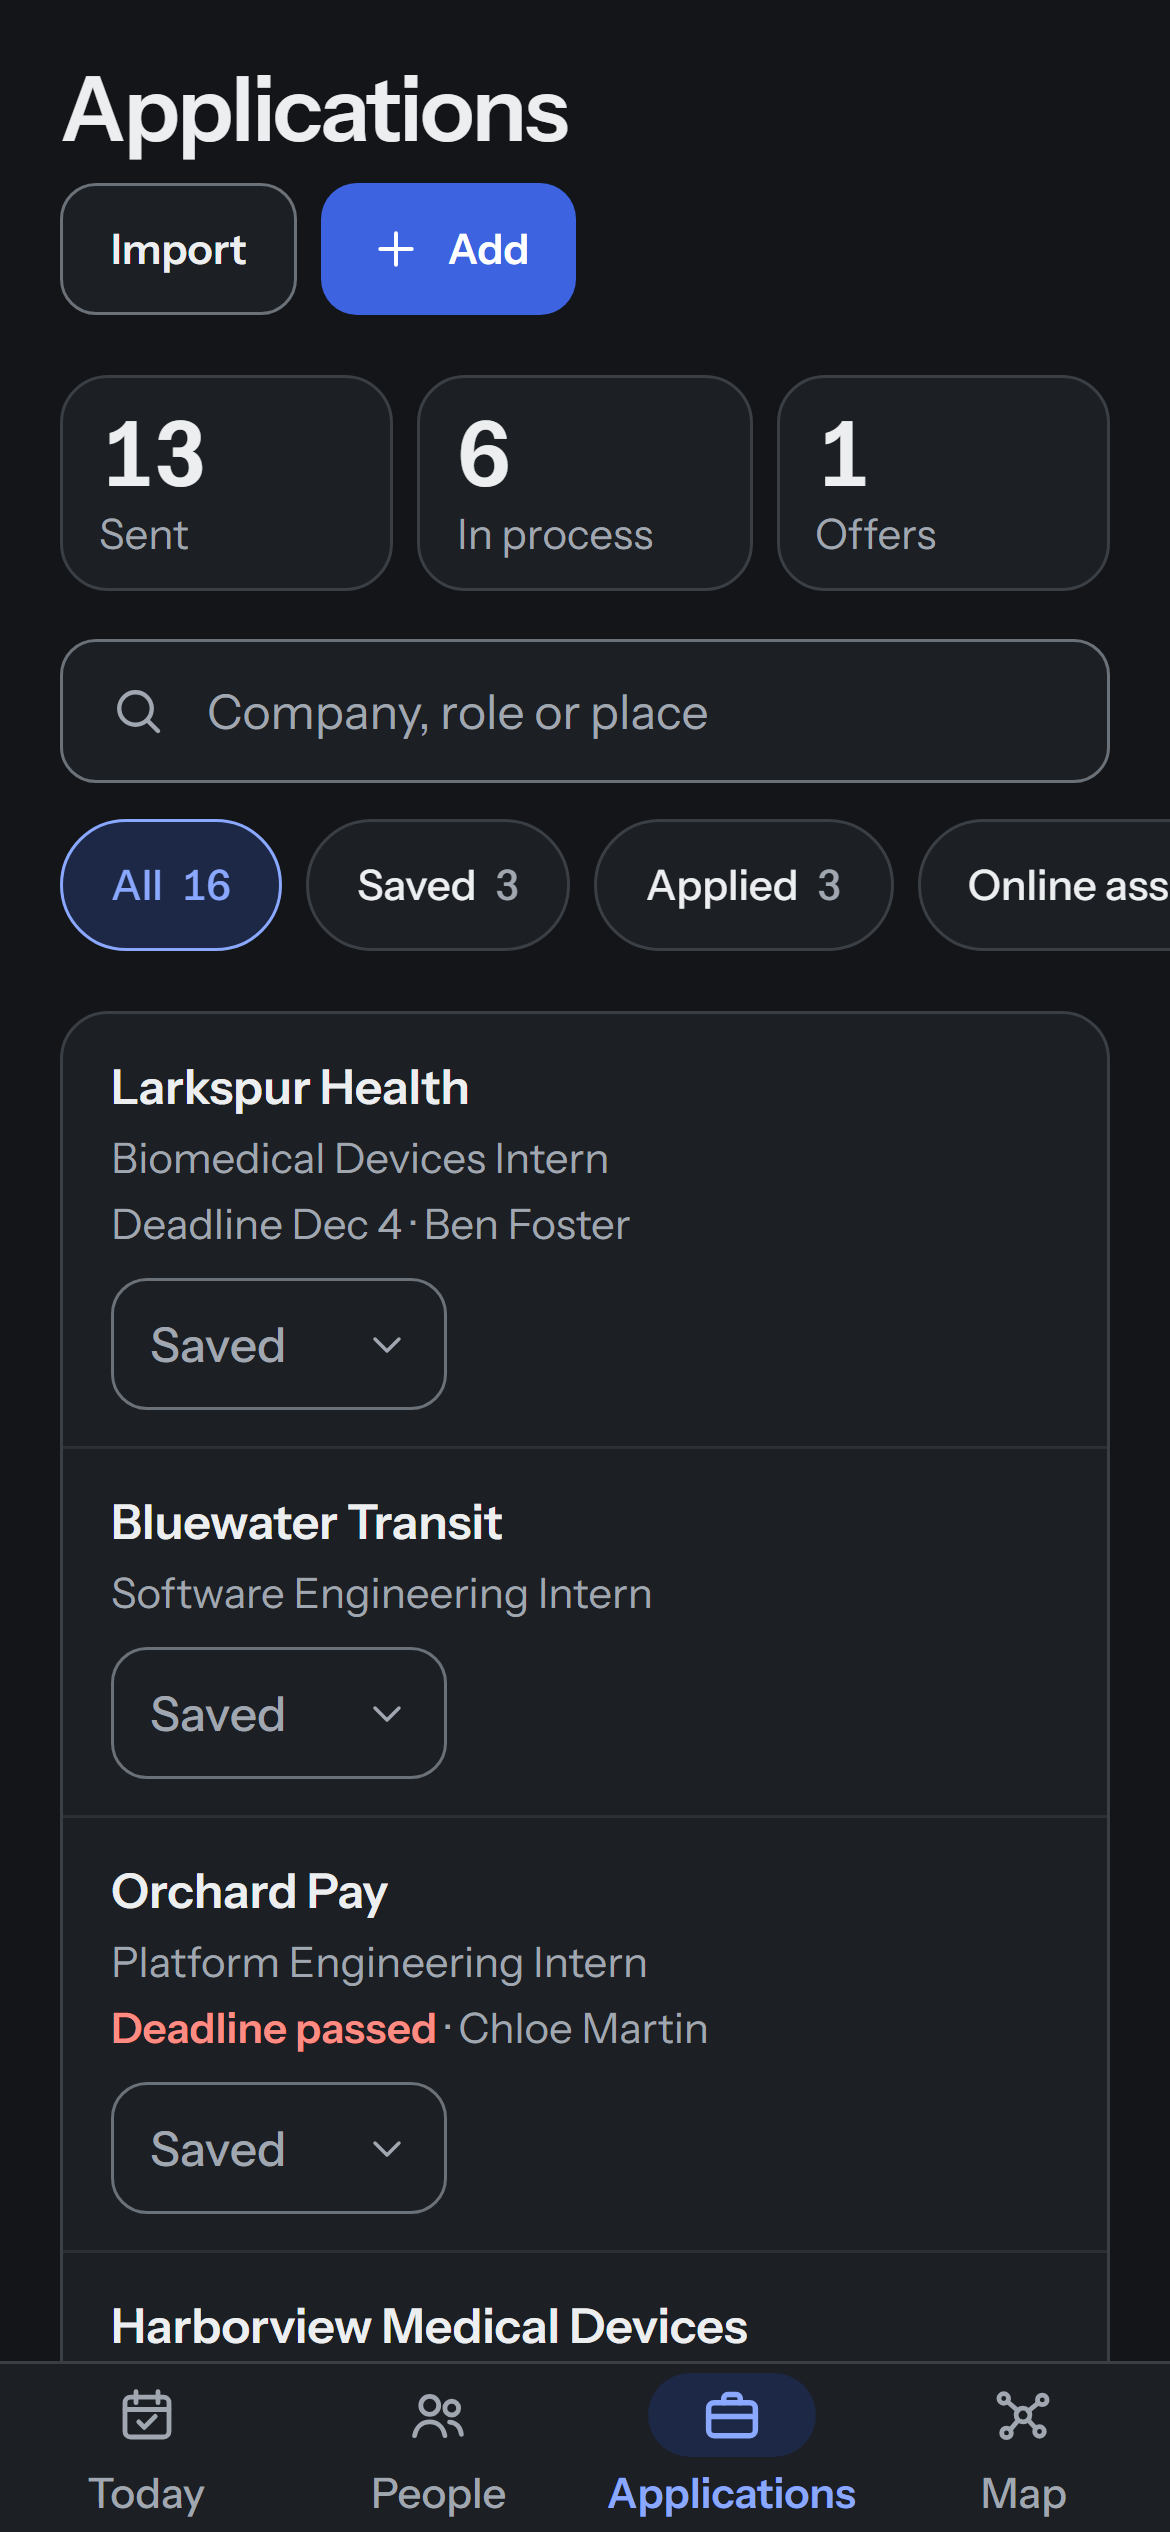 Applications
Import
Add
13
Sent
6
In process
1
Offers
Company, role or place
All 16
Saved 3
Applied 3
Online ass
Larkspur Health
Biomedical Devices Intern
Deadline Dec 4 · Ben Foster
Saved
Bluewater Transit
Software Engineering Intern
Saved
Orchard Pay
Platform Engineering Intern
Deadline passed · Chloe Martin
Saved
Harborview Medical Devices
Today
People
Applications
Map